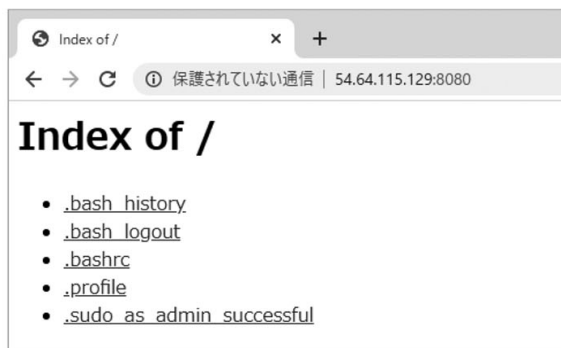 Index of /
保護されていない通信 | 54.64.115.129:8080
Index of /
.bash_history
.bash_logout
.bashrc
.profile
.sudo_as_admin_successful